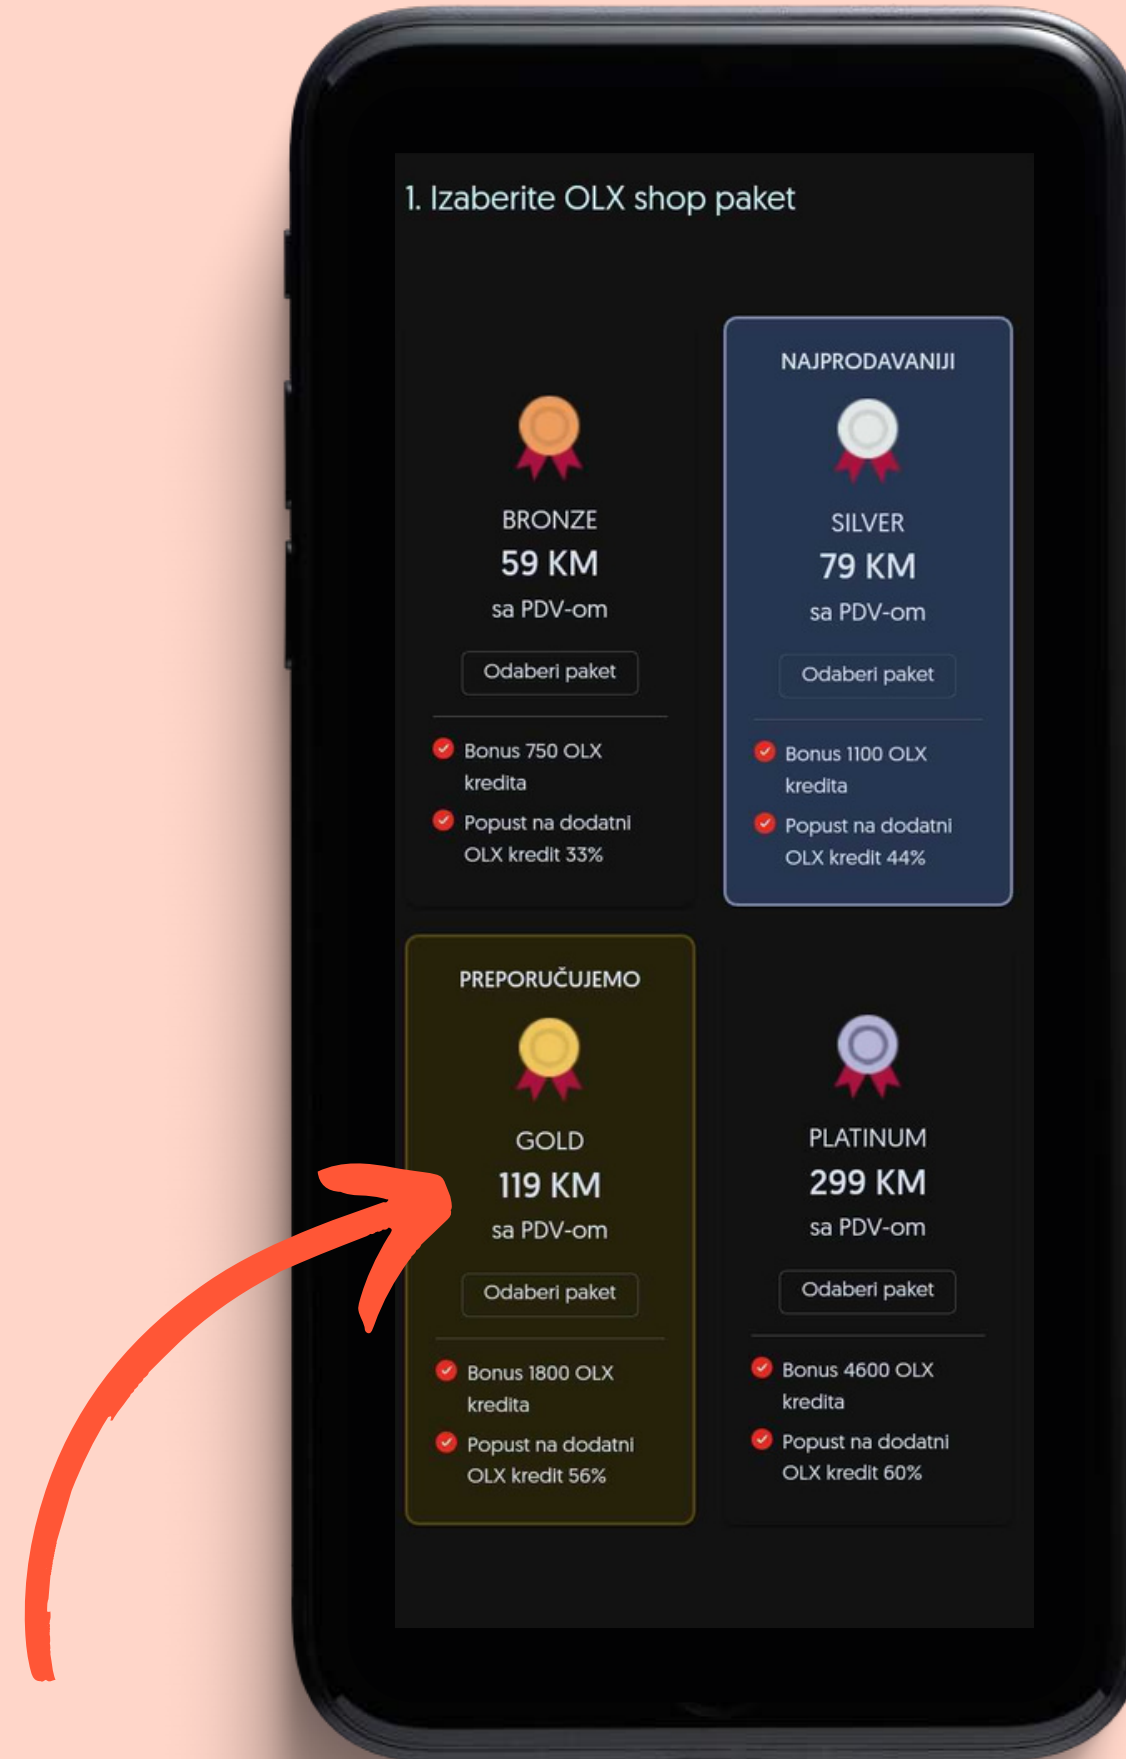 1. Izaberite OLX shop paket
BRONZE
59 KM
sa PDV-om
Odaberi paket
Bonus 750 OLX
kredita
Popust na dodatni
OLX kredit 33%
NAJPRODAVANIJI
SILVER
79 KM
sa PDV-om
Odaberi paket
Bonus 1100 OLX
kredita
Popust na dodatni
OLX kredit 44%
PREPORUČUJEMO
GOLD
119 KM
sa PDV-om
Odaberi paket
Bonus 1800 OLX
kredita
Popust na dodatni
OLX kredit 56%
PLATINUM
299 KM
sa PDV-om
Odaberi paket
Bonus 4600 OLX
kredita
Popust na dodatni
OLX kredit 60%